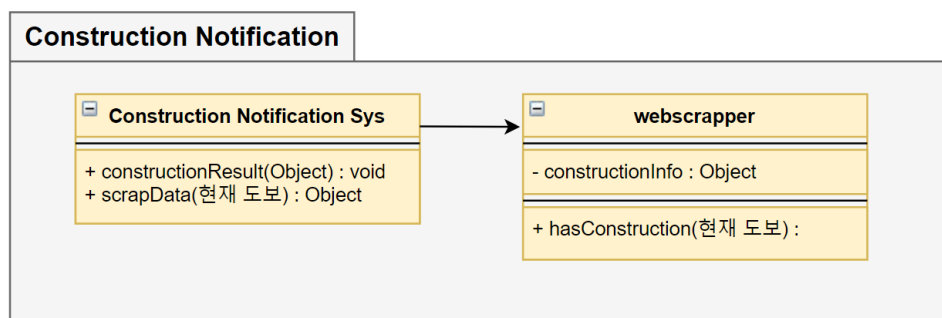 Construction Notification
Construction Notification Sys
+ constructionResult(Object) : void
+ scrapData(현재 도보) : Object
webscrapper
- constructionInfo : Object
+ hasConstruction(현재 도보) :